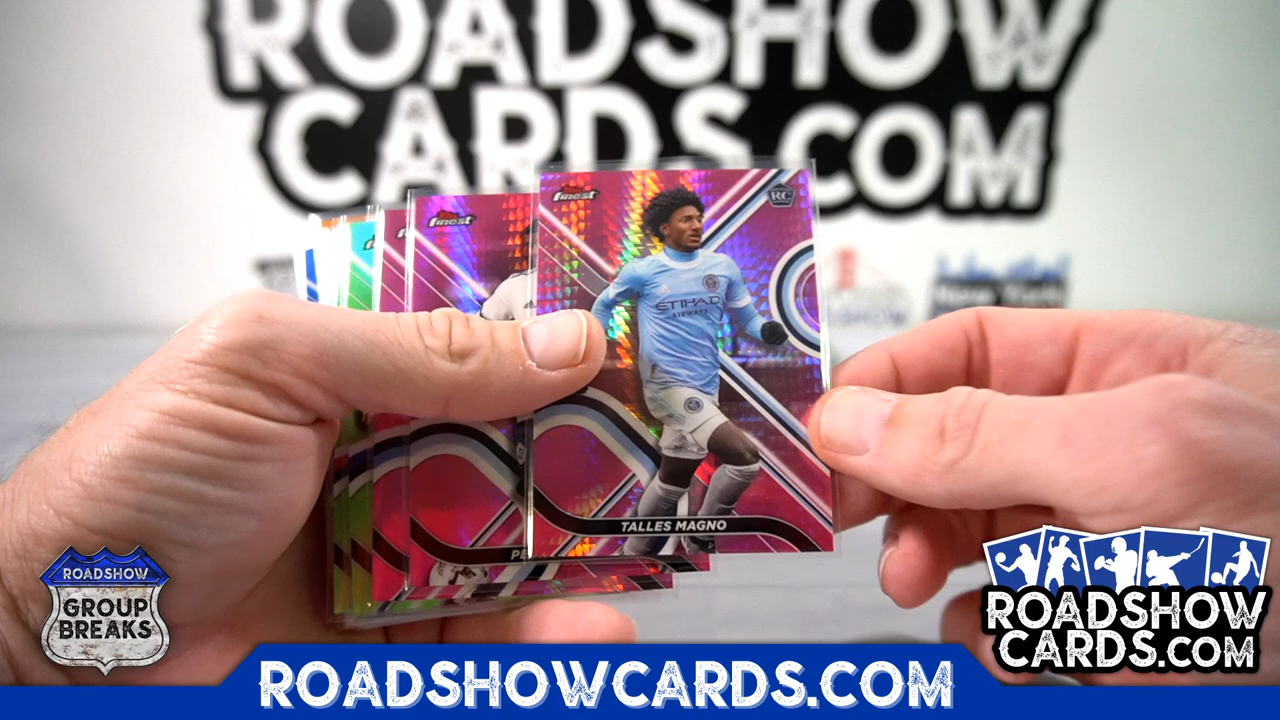 ROADSHOW
CARDS.COM
finest
finest
RC
ETIHAD
AIRWAYS
TALLES MAGNO
ROADSHOW
GROUP
BREAKS
ROADSHOW
CARDS.COM
ROADSHOWCARDS.COM